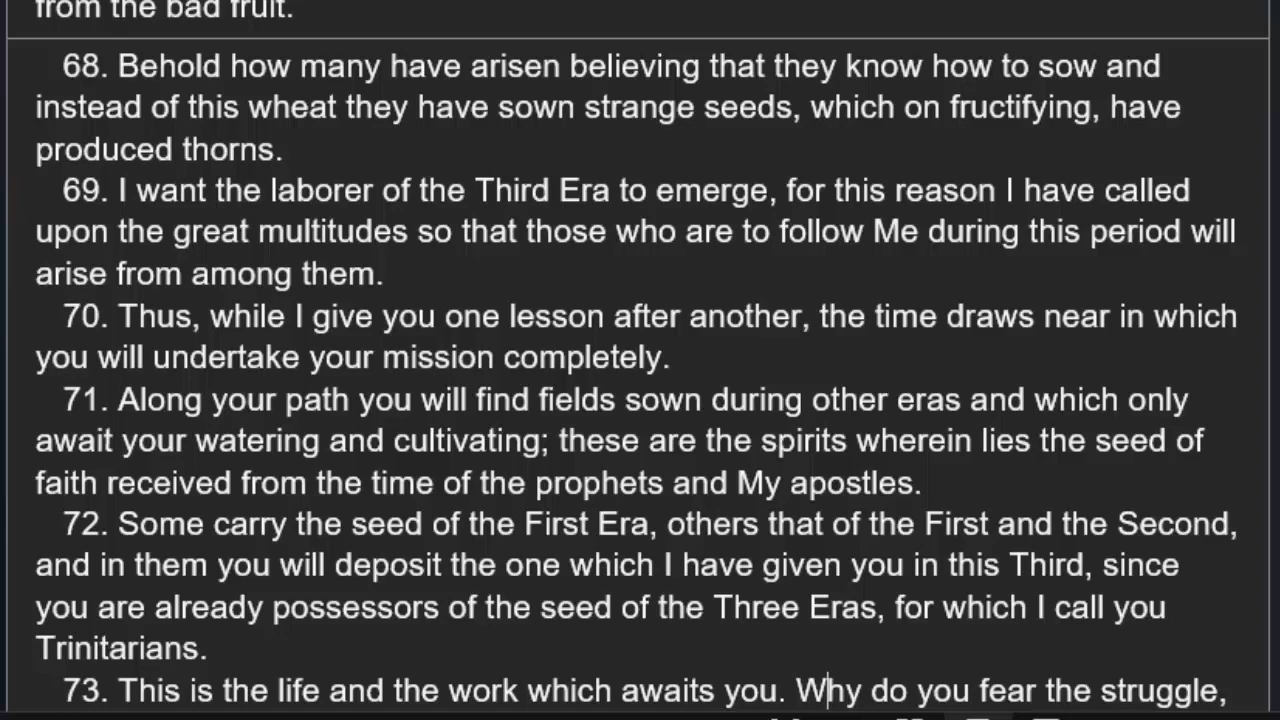 from the bad fruit.
68. Behold how many have arisen believing that they know how to sow and
instead of this wheat they have sown strange seeds, which on fructifying, have
produced thorns.
69. I want the laborer of the Third Era to emerge, for this reason I have called
upon the great multitudes so that those who are to follow Me during this period will
arise from among them.
70. Thus, while I give you one lesson after another, the time draws near in which
you will undertake your mission completely.
71. Along your path you will find fields sown during other eras and which only
await your watering and cultivating; these are the spirits wherein lies the seed of
faith received from the time of the prophets and My apostles.
72. Some carry the seed of the First Era, others that of the First and the Second,
and in them you will deposit the one which I have given you in this Third, since
you are already possessors of the seed of the Three Eras, for which I call you
Trinitarians.
73. This is the life and the work which awaits you. Why do you fear the struggle,